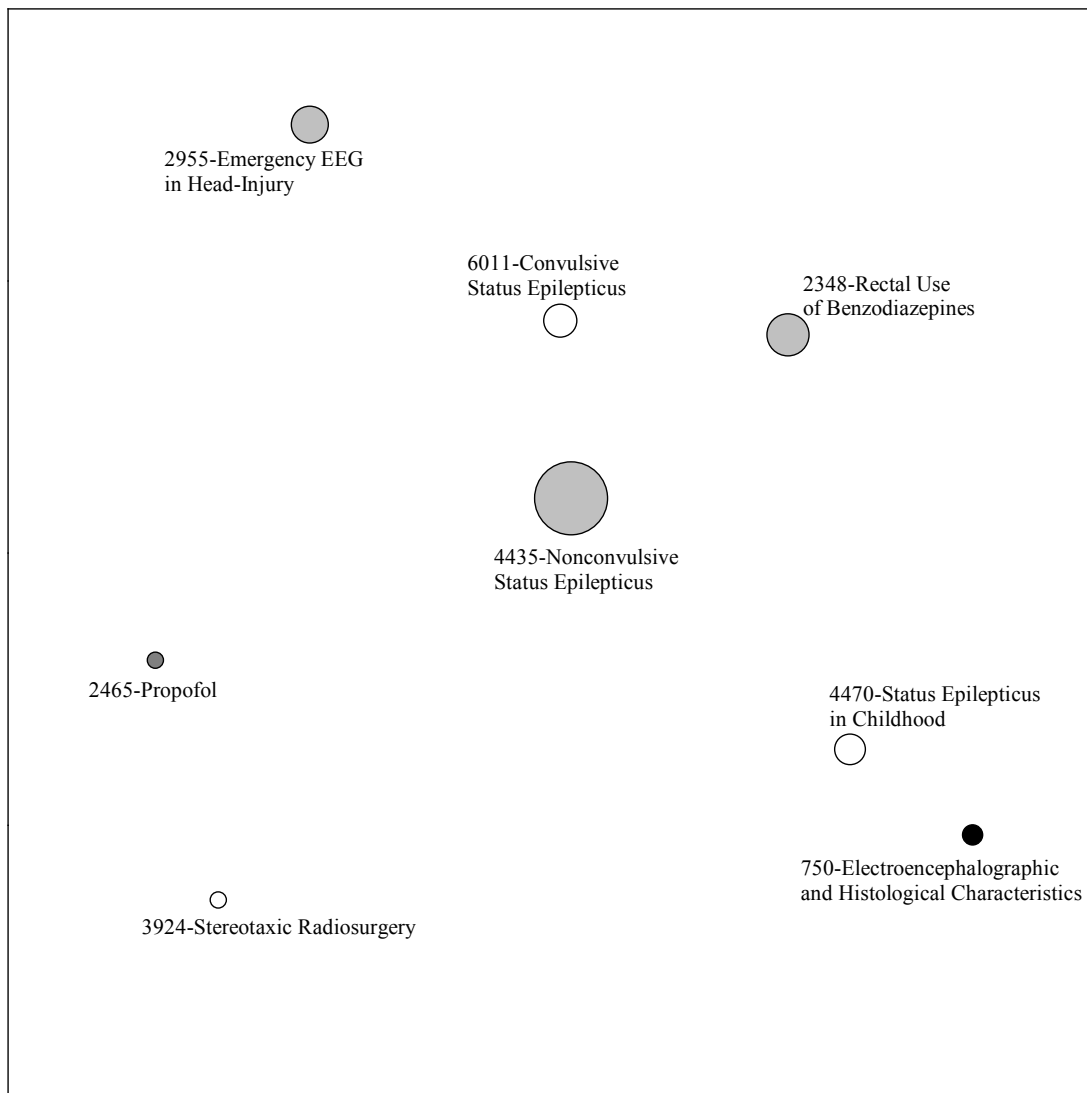 2955-Emergency EEG
in Head-Injury
6011-Convulsive
Status Epilepticus
2348-Rectal Use
of Benzodiazepines
4435-Nonconvulsive
Status Epilepticus
2465-Propofol
4470-Status Epilepticus
in Childhood
750-Electroencephalographic
and Histological Characteristics
3924-Stereotaxic Radiosurgery